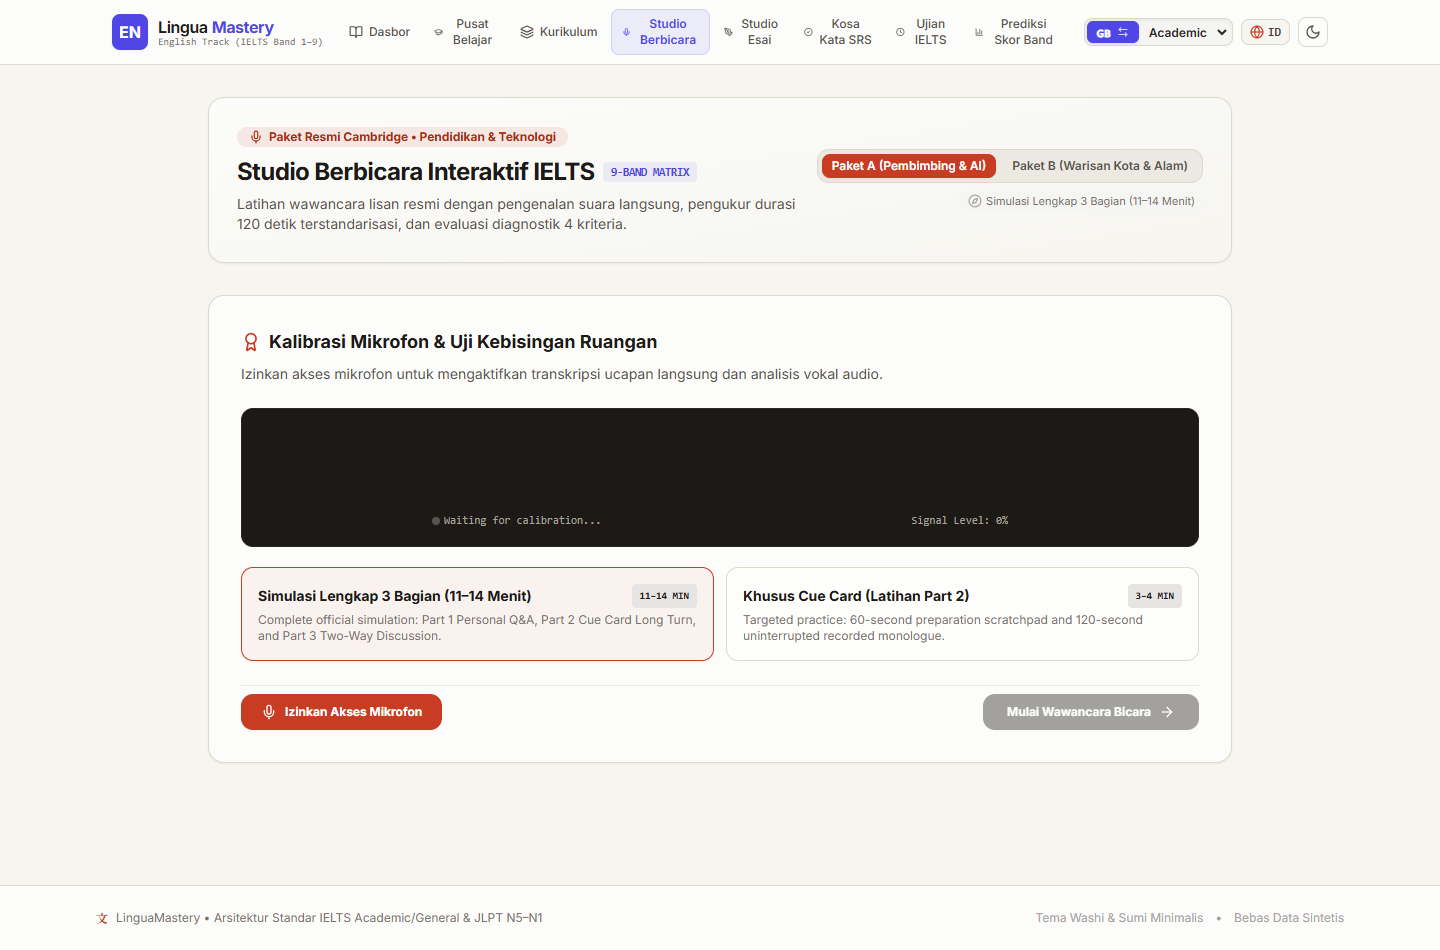 EN
Lingua Mastery
English Track (IELTS Band 1–9)
Dasbor
Pusat Belajar
Kurikulum
Studio Berbicara
Studio Esai
Kosa Kata SRS
Ujian IELTS
Prediksi Skor Band
GB
Academic
ID
Paket Resmi Cambridge • Pendidikan & Teknologi
Studio Berbicara Interaktif IELTS
9-BAND MATRIX
Latihan wawancara lisan resmi dengan pengenalan suara langsung, pengukur durasi
120 detik terstandarisasi, dan evaluasi diagnostik 4 kriteria.
Paket A (Pembimbing & AI)
Paket B (Warisan Kota & Alam)
Simulasi Lengkap 3 Bagian (11–14 Menit)
Kalibrasi Mikrofon & Uji Kebisingan Ruangan
Izinkan akses mikrofon untuk mengaktifkan transkripsi ucapan langsung dan analisis vokal audio.
Waiting for calibration...
Signal Level: 0%
Simulasi Lengkap 3 Bagian (11–14 Menit)
11–14 MIN
Complete official simulation: Part 1 Personal Q&A, Part 2 Cue Card Long Turn,
and Part 3 Two-Way Discussion.
Khusus Cue Card (Latihan Part 2)
3–4 MIN
Targeted practice: 60-second preparation scratchpad and 120-second
uninterrupted recorded monologue.
Izinkan Akses Mikrofon
Mulai Wawancara Bicara
文 LinguaMastery • Arsitektur Standar IELTS Academic/General & JLPT N5–N1
Tema Washi & Sumi Minimalis • Bebas Data Sintetis